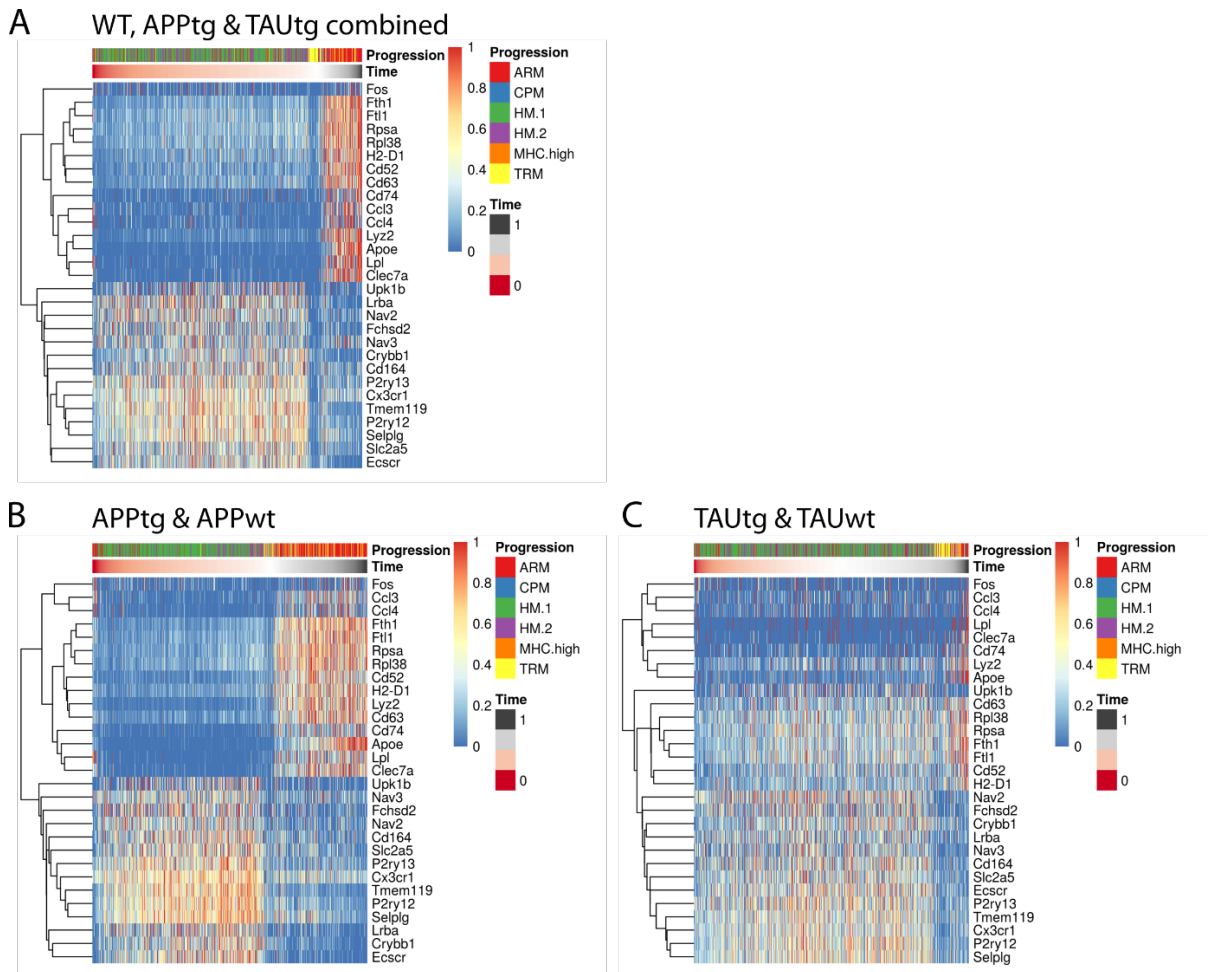 A WT, APPtg & TAUtg combined
Progression
Time
Fos
Fth1
Ftl1
Rpsa
Rpl38
H2-D1
Cd52
Cd63
Cd74
Ccl3
Ccl4
Lyz2
Apoe
Lpl
Clec7a
Upk1b
Lrba
Nav2
Fchsd2
Nav3
Crybb1
Cd164
P2ry13
Cx3cr1
Tmem119
P2ry12
Selplg
Slc2a5
Ecscr
1
0.8
0.6
0.4
0.2
0
Progression
ARM
CPM
HM.1
HM.2
MHC.high
TRM
Time
1
0
B APPtg & APPwt
Progression
Time
Fos
Ccl3
Ccl4
Fth1
Ftl1
Rpsa
Rpl38
Cd52
H2-D1
Lyz2
Cd63
Cd74
Apoe
Lpl
Clec7a
Upk1b
Nav3
Fchsd2
Nav2
Cd164
Slc2a5
P2ry13
Cx3cr1
Tmem119
P2ry12
Selplg
Lrba
Crybb1
Ecscr
1
0.8
0.6
0.4
0.2
0
Progression
ARM
CPM
HM.1
HM.2
MHC.high
TRM
Time
1
0
C TAUtg & TAUwt
Progression
Time
Fos
Ccl3
Ccl4
Lpl
Clec7a
Cd74
Lyz2
Apoe
Upk1b
Cd63
Rpl38
Rpsa
Fth1
Ftl1
Cd52
H2-D1
Nav2
Fchsd2
Crybb1
Lrba
Nav3
Cd164
Slc2a5
Ecscr
P2ry13
Tmem119
Cx3cr1
P2ry12
Selplg
1
0.8
0.6
0.4
0.2
0
Progression
ARM
CPM
HM.1
HM.2
MHC.high
TRM
Time
1
0